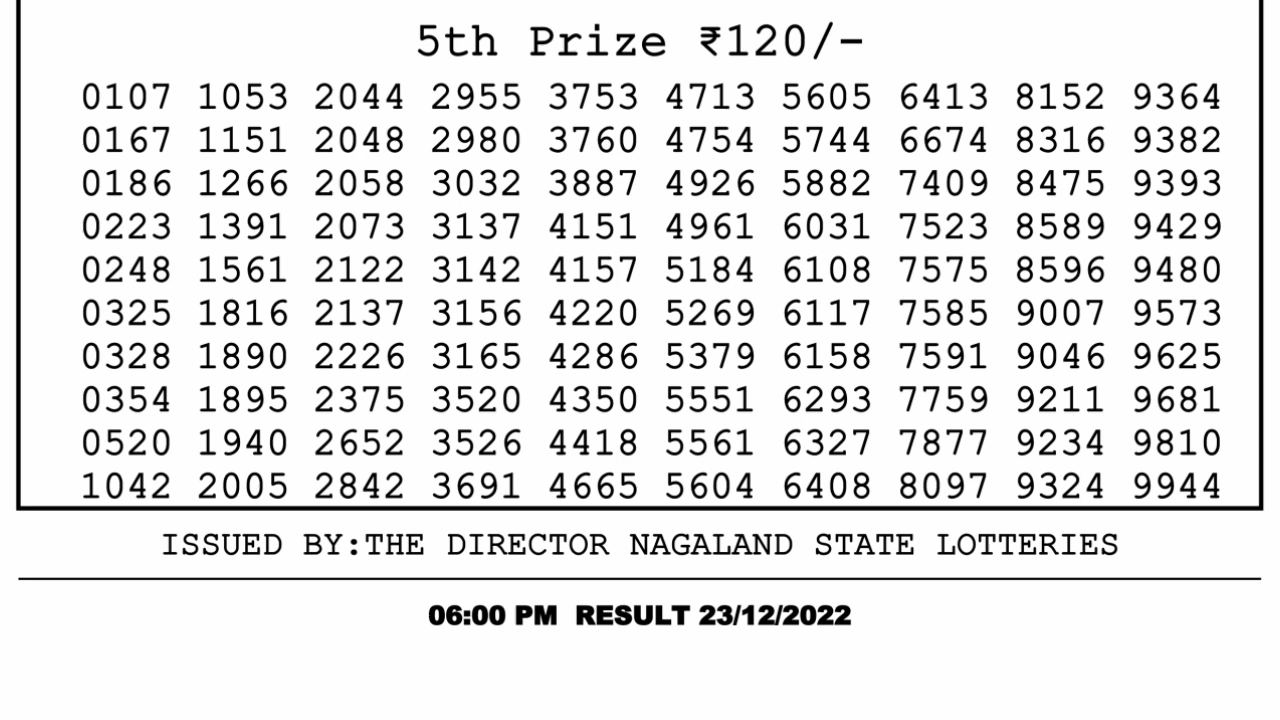 5th Prize ₹120/-
0107 1053 2044 2955 3753 4713 5605 6413 8152 9364
0167 1151 2048 2980 3760 4754 5744 6674 8316 9382
0186 1266 2058 3032 3887 4926 5882 7409 8475 9393
0223 1391 2073 3137 4151 4961 6031 7523 8589 9429
0248 1561 2122 3142 4157 5184 6108 7575 8596 9480
0325 1816 2137 3156 4220 5269 6117 7585 9007 9573
0328 1890 2226 3165 4286 5379 6158 7591 9046 9625
0354 1895 2375 3520 4350 5551 6293 7759 9211 9681
0520 1940 2652 3526 4418 5561 6327 7877 9234 9810
1042 2005 2842 3691 4665 5604 6408 8097 9324 9944
ISSUED BY:THE DIRECTOR NAGALAND STATE LOTTERIES
06:00 PM RESULT 23/12/2022